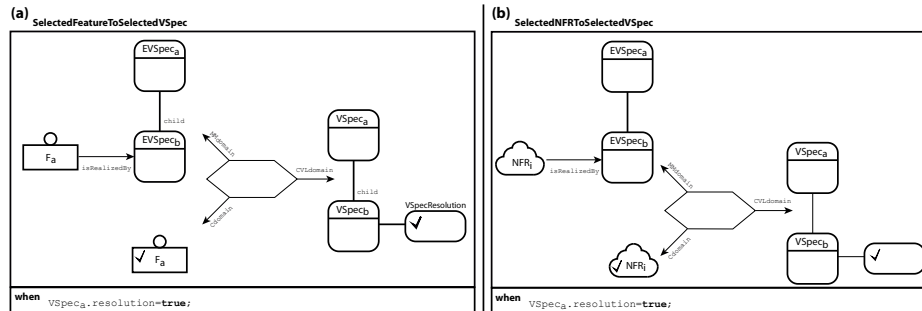 (a)
SelectedFeatureToSelectedVSpec
EVSpeca
child
EVSpecb
Fa
isRealizedBy
MMdomain
CVLdomain
Cdomain
VSpeca
child
VSpecb
VSpecResolution
Fa
when
VSpeca.resolution=true;
(b)
SelectedNFRToSelectedVSpec
EVSpeca
EVSpecb
NFRi
isRealizedBy
MMdomain
CVLdomain
Cdomain
VSpeca
VSpecb
NFRi
when
VSpeca.resolution=true;